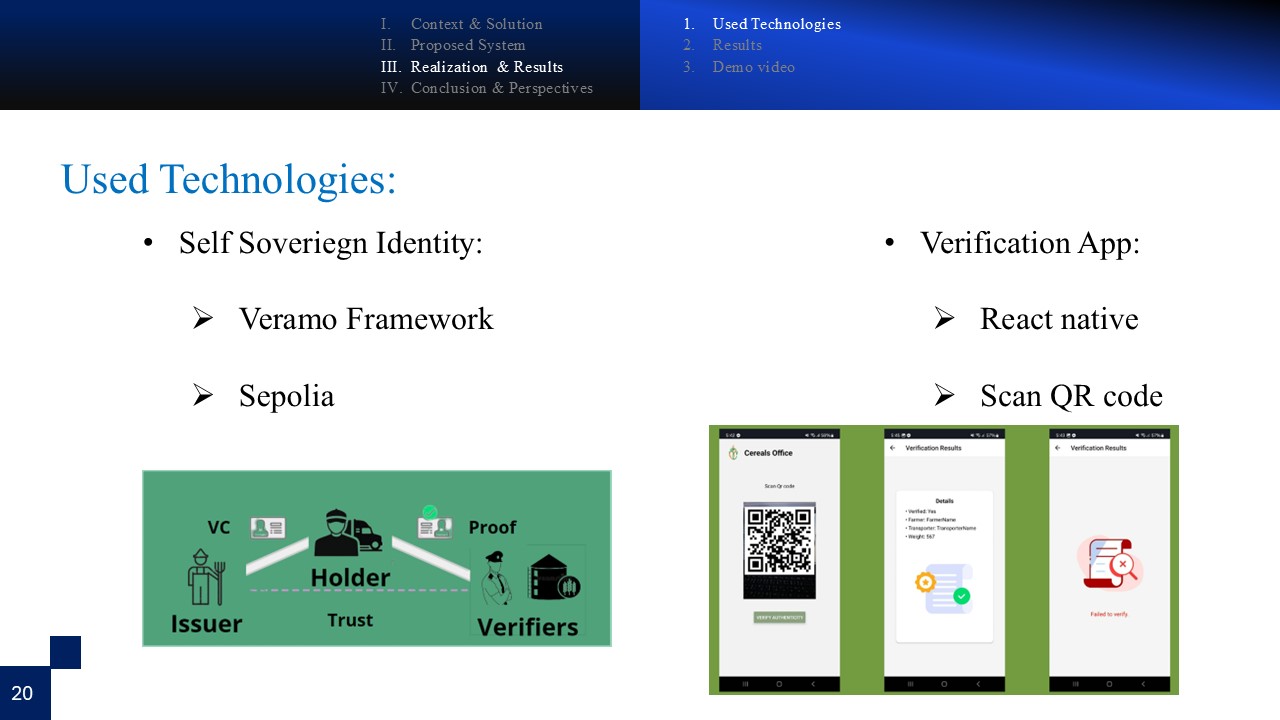 I. Context & Solution
II. Proposed System
III. Realization & Results
IV. Conclusion & Perspectives
1. Used Technologies
2. Results
3. Demo video
Used Technologies:
• Self Soveriegn Identity:
➢ Veramo Framework
➢ Sepolia
• Verification App:
➢ React native
➢ Scan QR code
VC
Proof
Holder
Issuer
Trust
Verifiers
Cereals Office
Scan Qr code
VERIFY AUTHENTICITY
Verification Results
Details
• Verified: Yes
• Farmer: FarmerName
• Transporter: TransporterName
• Weight: 567
Verification Results
Failed to verify
20